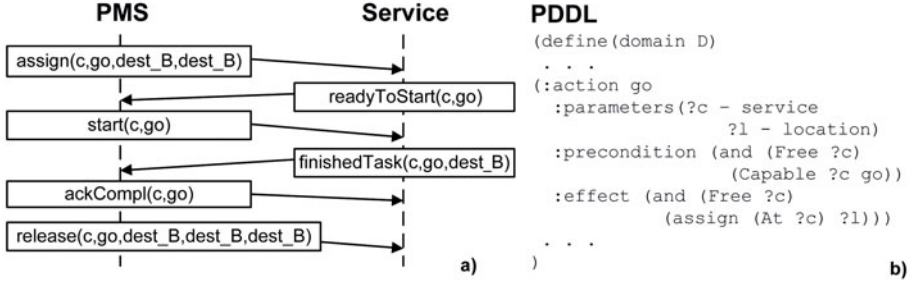 PMS
Service
assign(c,go,dest_B,dest_B)
readyToStart(c,go)
start(c,go)
finishedTask(c,go,dest_B)
ackCompl(c,go)
release(c,go,dest_B,dest_B,dest_B)
a)
PDDL
(define(domain D)
. . .
(:action go
:parameters(?c – service
?l – location)
:precondition (and (Free ?c)
(Capable ?c go))
:effect (and (Free ?c)
(assign (At ?c) ?l)))
. . .
)
b)